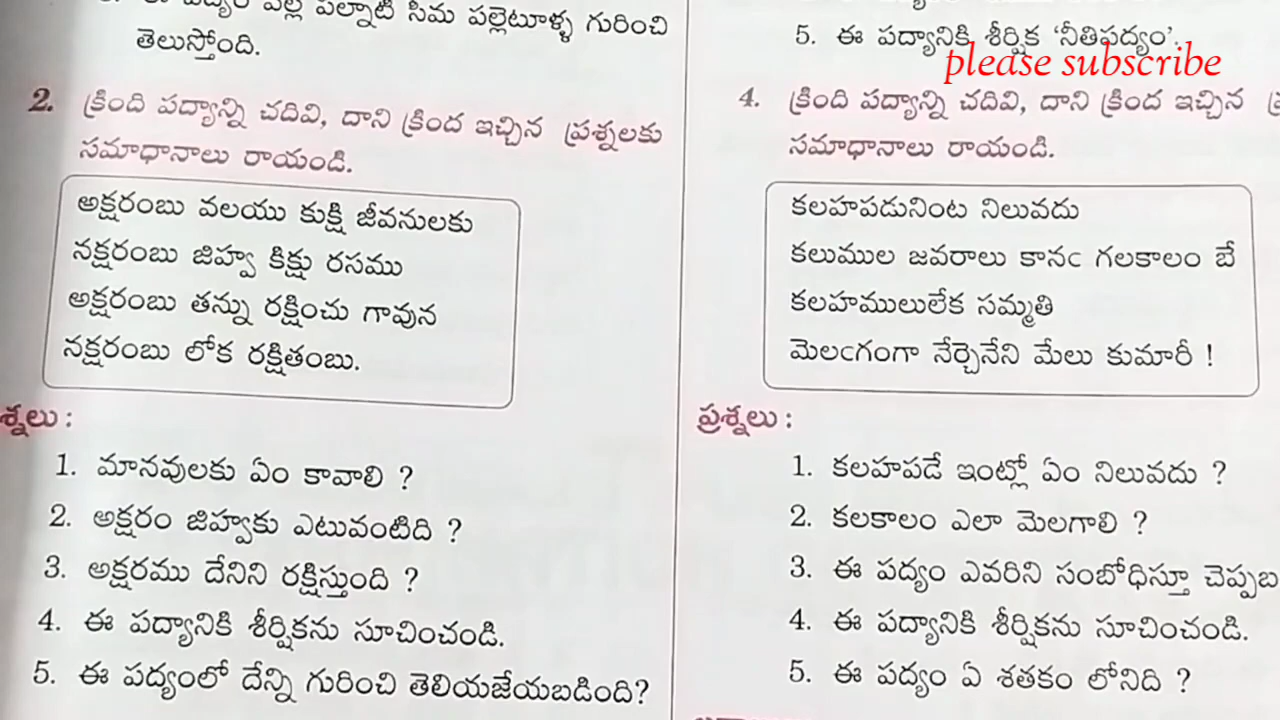 పల్నాటి సీమ పల్లెటూళ్ళ గురించి
తెలుస్తోంది.
2. క్రింది పద్యాన్ని చదివి, దాని క్రింద ఇచ్చిన ప్రశ్నలకు
సమాధానాలు రాయండి.
అక్షరంబు వలయు కుక్షి జీవనులకు
నక్షరంబు జిహ్వ కిక్షు రసము
అక్షరంబు తన్ను రక్షించు గావున
నక్షరంబు లోక రక్షితంబు.
శ్నలు :
1. మానవులకు ఏం కావాలి ?
2. అక్షరం జిహ్వకు ఎటువంటిది ?
3. అక్షరము దేనిని రక్షిస్తుంది ?
4. ఈ పద్యానికి శీర్షికను సూచించండి.
5. ఈ పద్యంలో దేన్ని గురించి తెలియజేయబడింది?
5. ఈ పద్యానికి శీర్షిక ‘నీతిపద్యం’.
please subscribe
4. క్రింది పద్యాన్ని చదివి, దాని క్రింద ఇచ్చిన
సమాధానాలు రాయండి.
కలహపడునింట నిలువదు
కలుముల జవరాలు కానఁ గలకాలం బే
కలహములులేక సమ్మతి
మెలఁగంగా నేర్చెనేని మేలు కుమారీ !
ప్రశ్నలు :
1. కలహపడే ఇంట్లో ఏం నిలువదు ?
2. కలకాలం ఎలా మెలగాలి ?
3. ఈ పద్యం ఎవరిని సంబోధిస్తూ చెప్పబ
4. ఈ పద్యానికి శీర్షికను సూచించండి.
5. ఈ పద్యం ఏ శతకం లోనిది ?